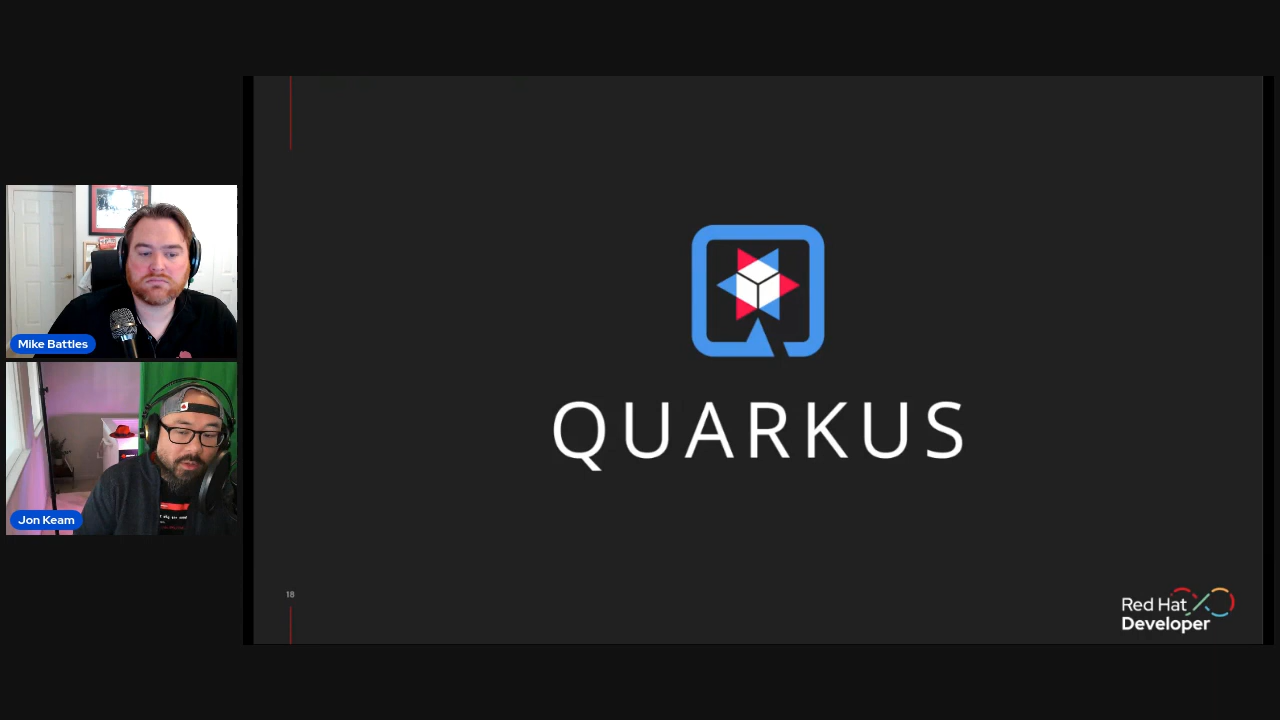 Mike Battles
Jon Keam
QUARKUS
18
Red Hat
Developer